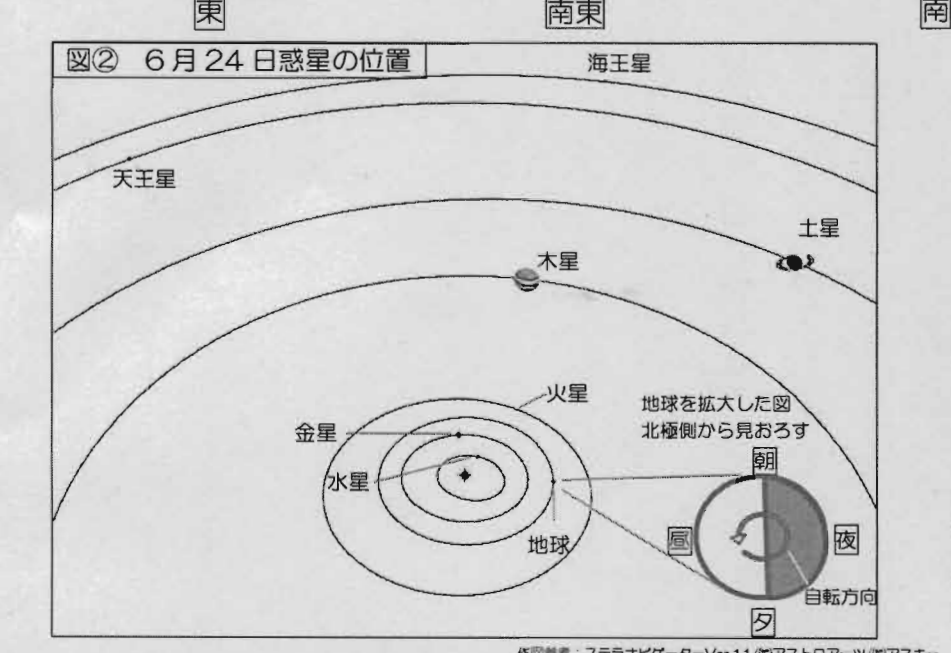 東
南東
南
図② 6月24日惑星の位置
海王星
天王星
土星
木星
火星
地球を拡大した図
北極側から見おろす
金星
朝
水星
昼
夜
地球
自転方向
夕